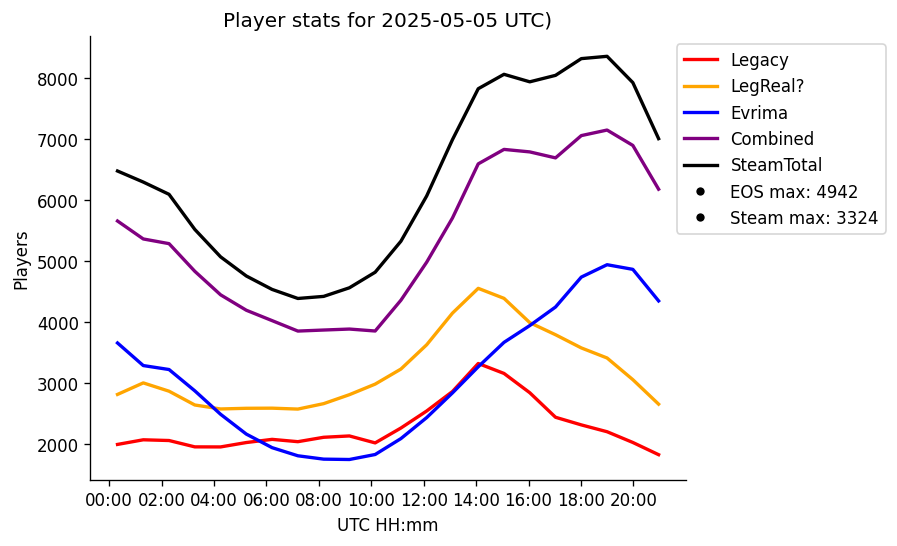 Player stats for 2025-05-05 UTC)
Legacy
LegReal?
Evrima
Combined
SteamTotal
EOS max: 4942
Steam max: 3324
Players
8000
7000
6000
5000
4000
3000
2000
00:00 02:00 04:00 06:00 08:00 10:00 12:00 14:00 16:00 18:00 20:00
UTC HH:mm